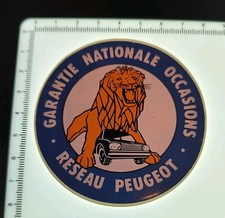 GARANTIE NATIONALE OCCASIONS
RESEAU PEUGEOT